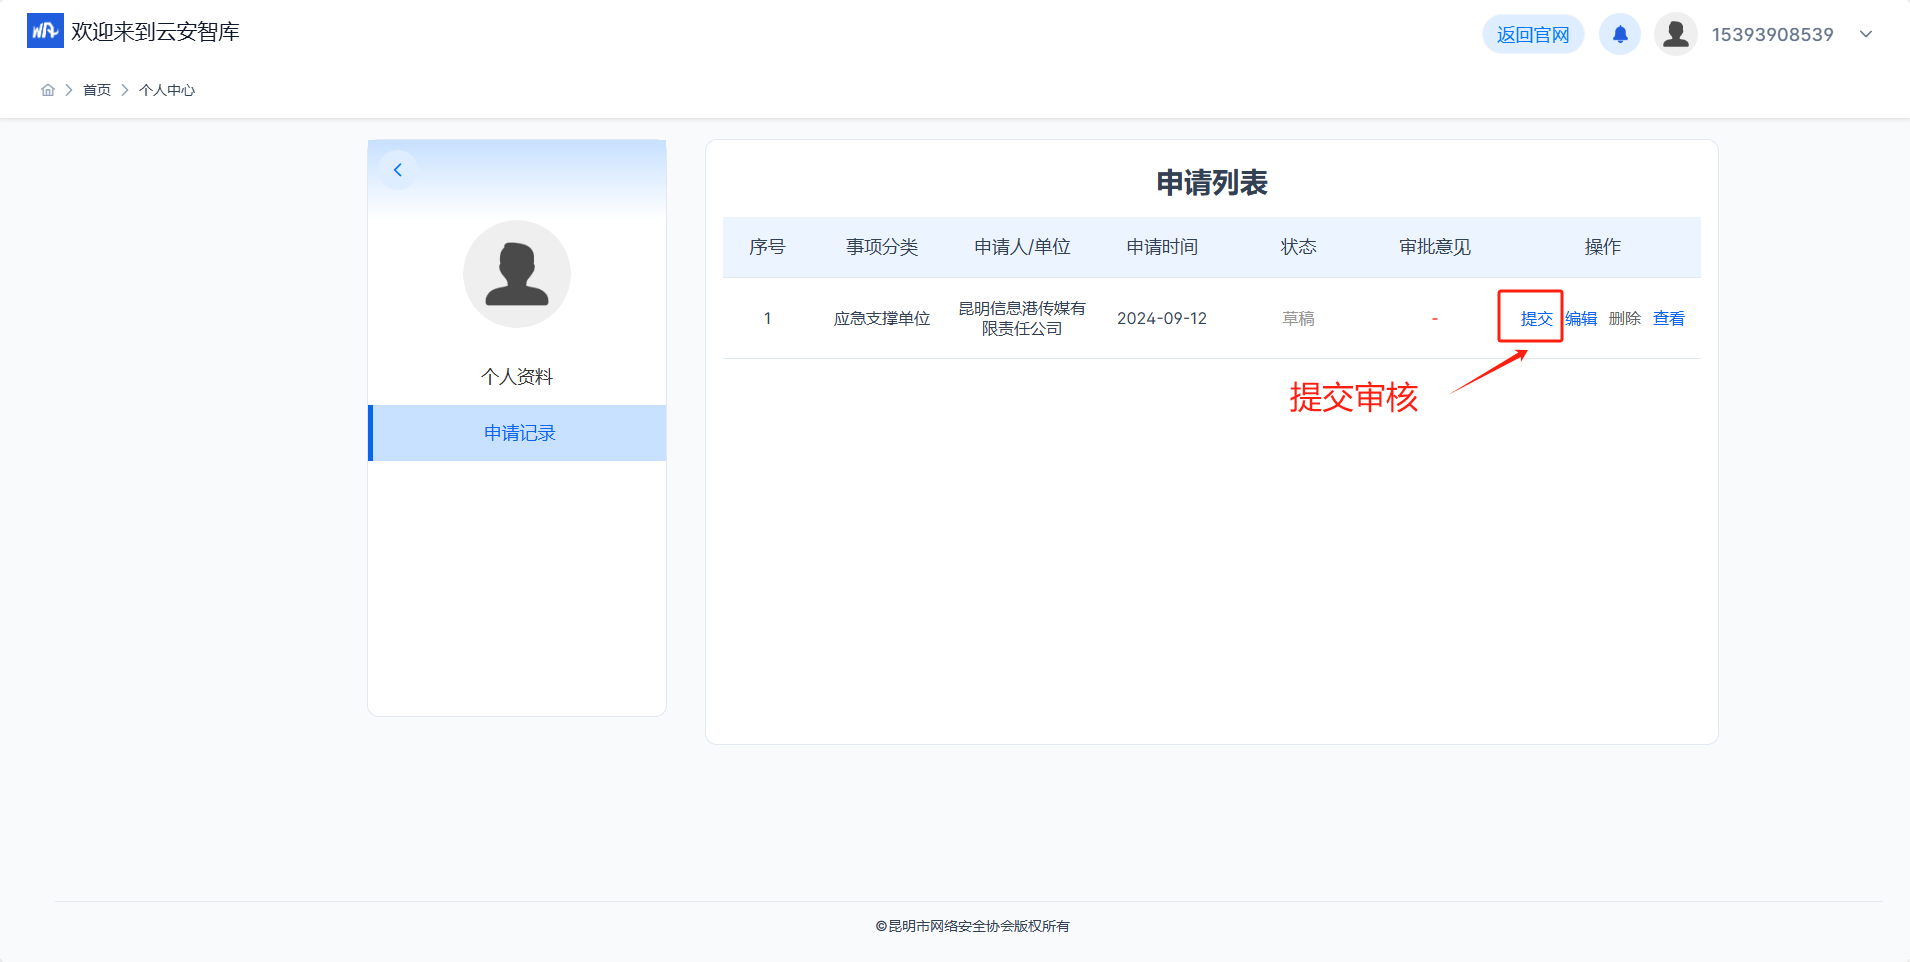 欢迎来到云安智库
返回官网
15393908539
首页
个人中心
个人资料
申请记录
申请列表
序号 事项分类 申请人/单位 申请时间 状态 审批意见 操作
1 应急支撑单位 昆明信息港传媒有限责任公司 2024-09-12 草稿 - 提交 编辑 删除 查看
提交审核
©昆明市网络安全协会版权所有